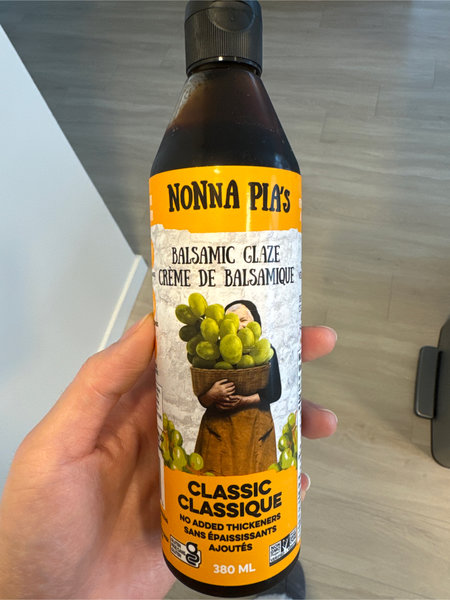 NONNA PIA'S
BALSAMIC GLAZE
CRÈME DE BALSAMIQUE
CLASSIC
CLASSIQUE
NO ADDED THICKENERS
SANS ÉPAISSISSANTS
AJOUTÉS
380 ML